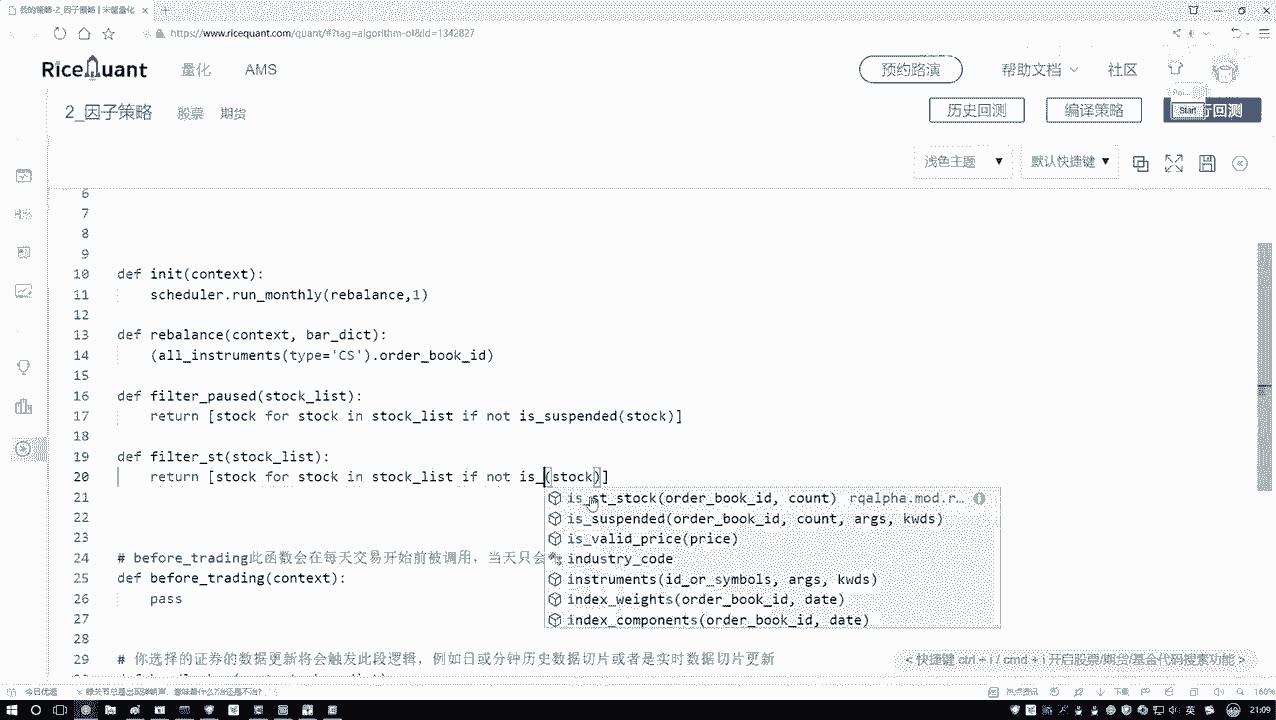 我的策略-2_因子策略 | 米筐量化
https://www.ricequant.com/quant/#?tag=algorithm-ol&id=1342827
RiceQuant 量化 AMS 预约路演 帮助文档 社区
2_因子策略 股票 期货 历史回测 编译策略 Start 行回测
浅色主题 默认快捷键
6
7
8
9
10 def init(context):
11 scheduler.run_monthly(rebalance,1)
12
13 def rebalance(context, bar_dict):
14 (all_instruments(type='CS').order_book_id)
15
16 def filter_paused(stock_list):
17 return [stock for stock in stock_list if not is_suspended(stock)]
18
19 def filter_st(stock_list):
20 return [stock for stock in stock_list if not is_(stock)]
21 is_st_stock(order_book_id, count) rqalpha.mod.r…
22 is_suspended(order_book_id, count, args, kwds)
23 is_valid_price(price)
24 # before_trading此函数会在每天交易开始前被调用，当天只会 industry_code
25 def before_trading(context): instruments(id_or_symbols, args, kwds)
26 pass index_weights(order_book_id, date)
27 index_components(order_book_id, date)
28
29 # 你选择的证券的数据更新将会触发此段逻辑，例如日或分钟历史数据切片或者是实时数据切片更新
< 快捷键 ctrl + i / cmd + i 开启股票/期货/基金代码搜索功能 >
今日优选 热点资讯 下载 160%
英 21:09